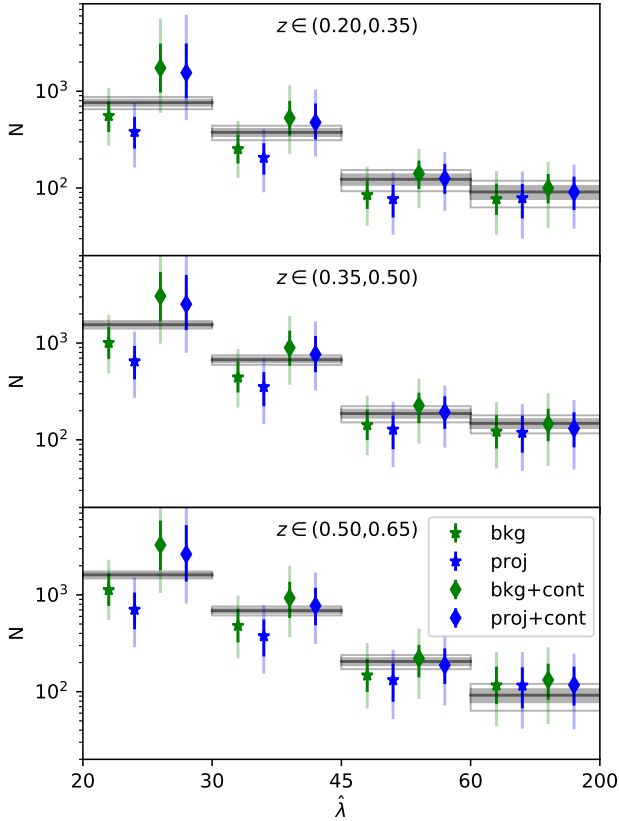 z ∈ (0.20,0.35)
10³
10²
N
z ∈ (0.35,0.50)
10³
10²
N
z ∈ (0.50,0.65)
bkg
proj
bkg+cont
proj+cont
10³
10²
N
20 30 45 60 200
λ̂